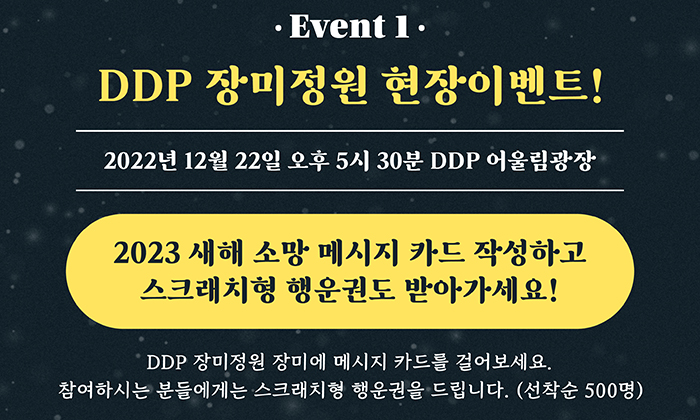 · Event 1 ·
DDP 장미정원 현장이벤트!
2022년 12월 22일 오후 5시 30분 DDP 어울림광장
2023 새해 소망 메시지 카드 작성하고
스크래치형 행운권도 받아가세요!
DDP 장미정원 장미에 메시지 카드를 걸어보세요.
참여하시는 분들에게는 스크래치형 행운권을 드립니다. (선착순 500명)